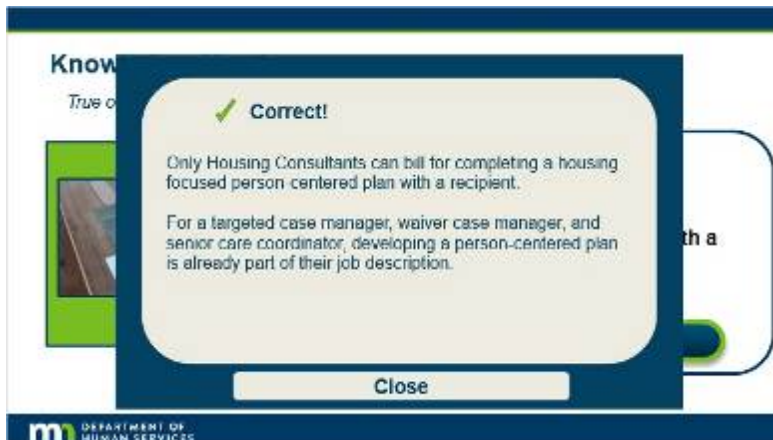 Know
True o
Correct!
Only Housing Consultants can bill for completing a housing
focused person-centered plan with a recipient.
For a targeted case manager, waiver case manager, and
senior care coordinator, developing a person-centered plan
is already part of their job description.
th a
Close
DEPARTMENT OF
HUMAN SERVICES